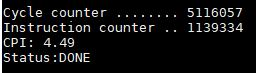 Cycle counter ........ 5116057
Instruction counter .. 1139334
CPI: 4.49
Status:DONE